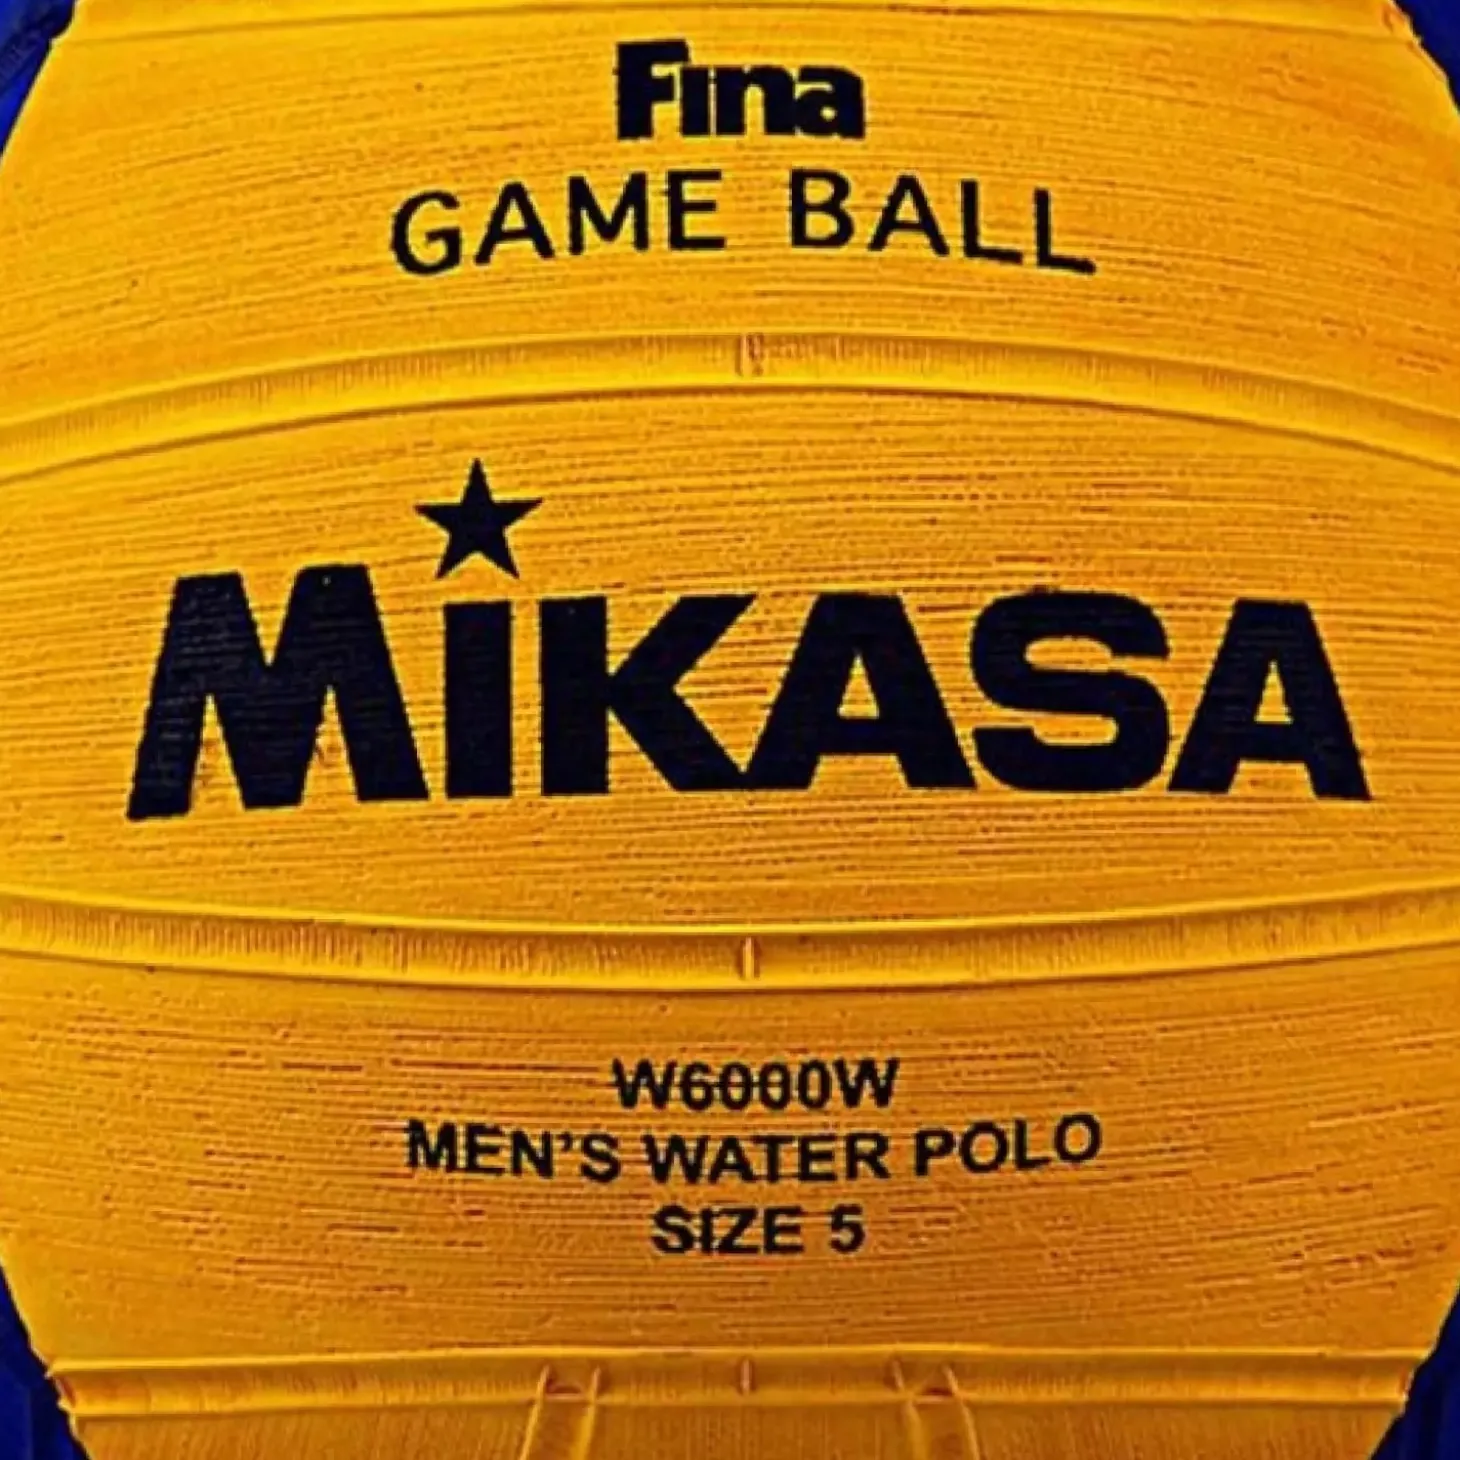 Fina
GAME BALL
MiKASA
W6000W
MEN'S WATER POLO
SIZE 5